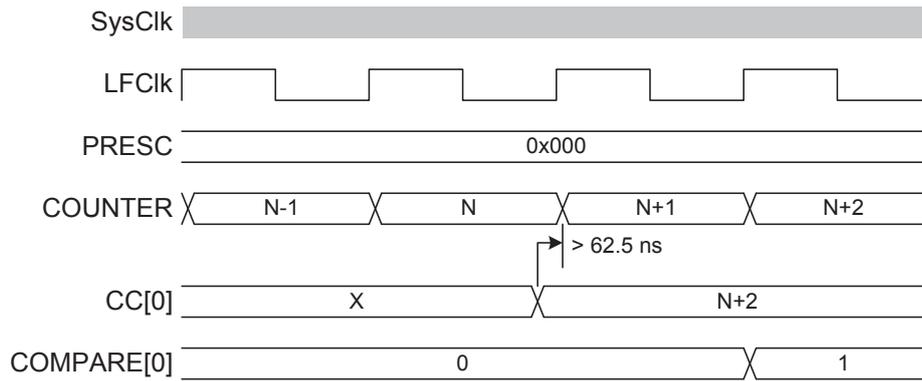 SysClk
LFClk
PRESC 0x000
COUNTER N-1 N N+1 N+2
> 62.5 ns
CC[0] X N+2
COMPARE[0] 0 1